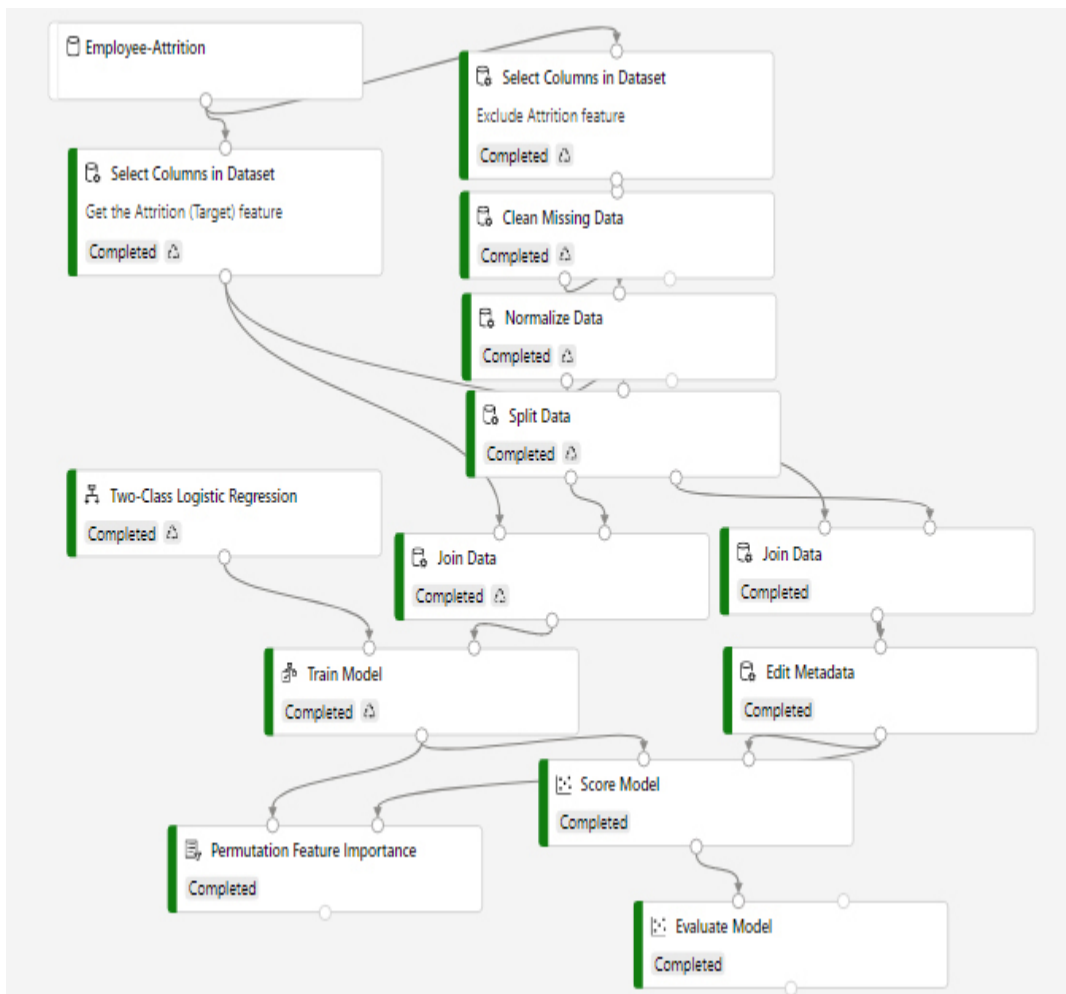 Employee-Attrition
Select Columns in Dataset
Exclude Attrition feature
Completed
Select Columns in Dataset
Get the Attrition (Target) feature
Completed
Clean Missing Data
Completed
Normalize Data
Completed
Split Data
Completed
Two-Class Logistic Regression
Completed
Join Data
Completed
Join Data
Completed
Train Model
Completed
Edit Metadata
Completed
Score Model
Completed
Permutation Feature Importance
Completed
Evaluate Model
Completed